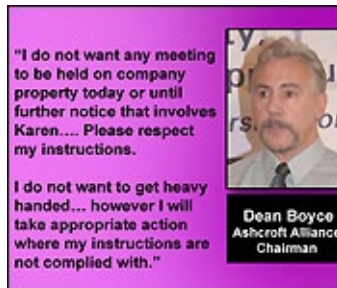 "I do not want any meeting
to be held on company
property today or until
further notice that involves
Karen.... Please respect
my instructions.
I do not want to get heavy
handed... however I will
take appropriate action
where my instructions are
not complied with."
Dean Boyce
Ashcroft Alliance
Chairman